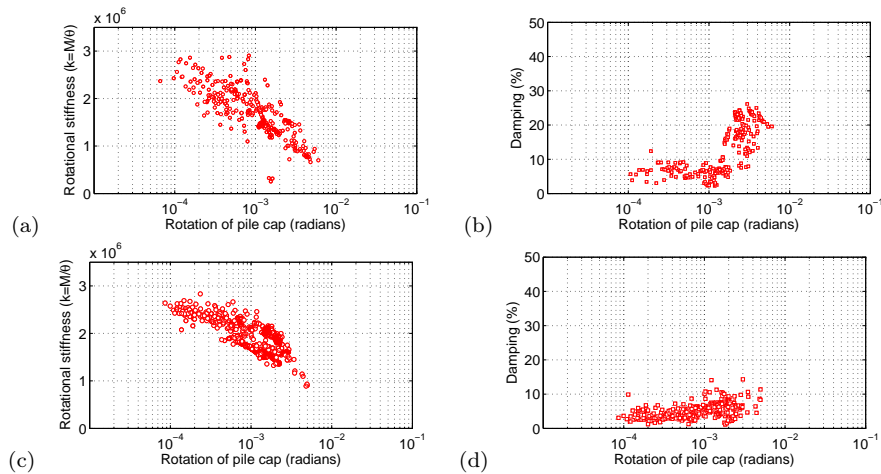 x 10⁶
Rotational stiffness (k=M/θ)
3
2
1
0
10⁻⁴ 10⁻³ 10⁻² 10⁻¹
Rotation of pile cap (radians)
(a)
Damping (%)
50
40
30
20
10
0
10⁻⁴ 10⁻³ 10⁻² 10⁻¹
Rotation of pile cap (radians)
(b)
x 10⁶
Rotational stiffness (k=M/θ)
3
2
1
0
10⁻⁴ 10⁻³ 10⁻² 10⁻¹
Rotation of pile cap (radians)
(c)
Damping (%)
50
40
30
20
10
0
10⁻⁴ 10⁻³ 10⁻² 10⁻¹
Rotation of pile cap (radians)
(d)